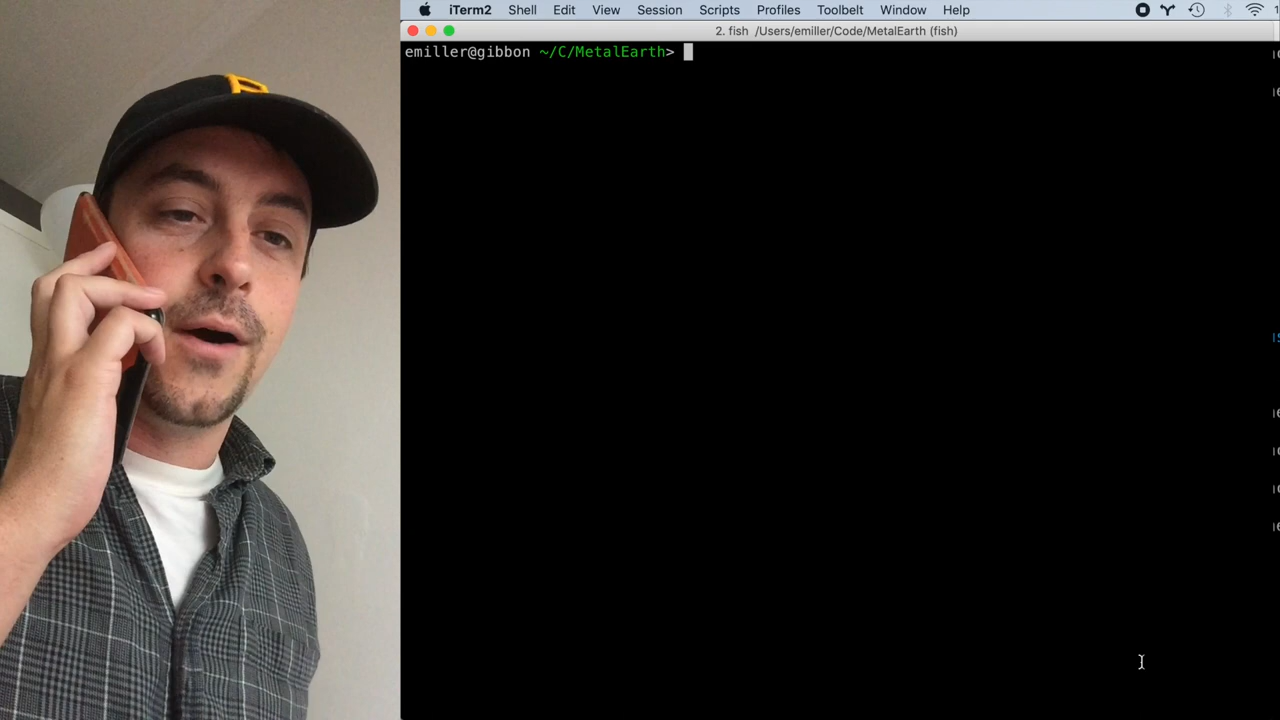 iTerm2 Shell Edit View Session Scripts Profiles Toolbelt Window Help
2. fish /Users/emiller/Code/MetalEarth (fish)
emiller@gibbon ~/C/MetalEarth>
P